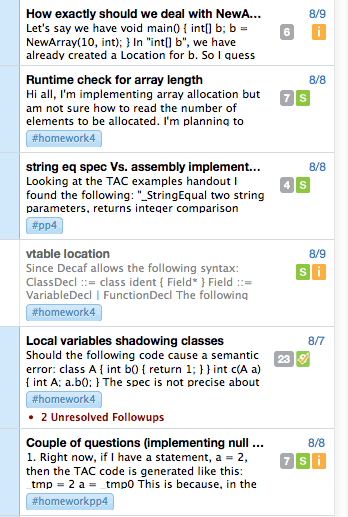 How exactly should we deal with NewA... 8/9
Let's say we have void main() { int[] b; b =
NewArray(10, int); } In "int[] b", we have
already created a Location for b. So I guess
6 i
Runtime check for array length 8/8
Hi all, I'm implementing array allocation but
am not sure how to read the number of
elements to be allocated. I'm planning to
7 S
#homework4
string eq spec Vs. assembly implement... 8/8
Looking at the TAC examples handout I
found the following: "_StringEqual two string
parameters, returns integer comparison
4 S
#pp4
vtable location 8/9
Since Decaf allows the following syntax:
ClassDecl ::= class ident { Field* } Field ::=
VariableDecl | FunctionDecl The following
S i
#homework4
Local variables shadowing classes 8/7
Should the following code cause a semantic
error: class A { int b() { return 1; } } int c(A a)
{ int A; a.b(); } The spec is not precise about
23
#homework4
• 2 Unresolved Followups
Couple of questions (implementing null ... 8/8
1. Right now, if I have a statement, a = 2,
then the TAC code is generated like this:
_tmp = 2 a = _tmp0 This is because, in the
7 S i
#homeworkpp4